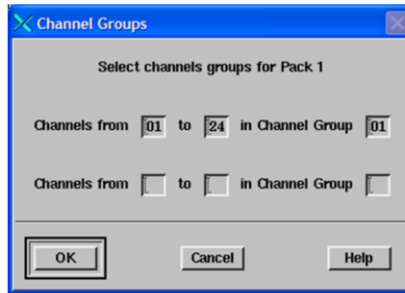 Channel Groups
Select channels groups for Pack 1
Channels from 01 to 24 in Channel Group 01
Channels from to in Channel Group
OK Cancel Help